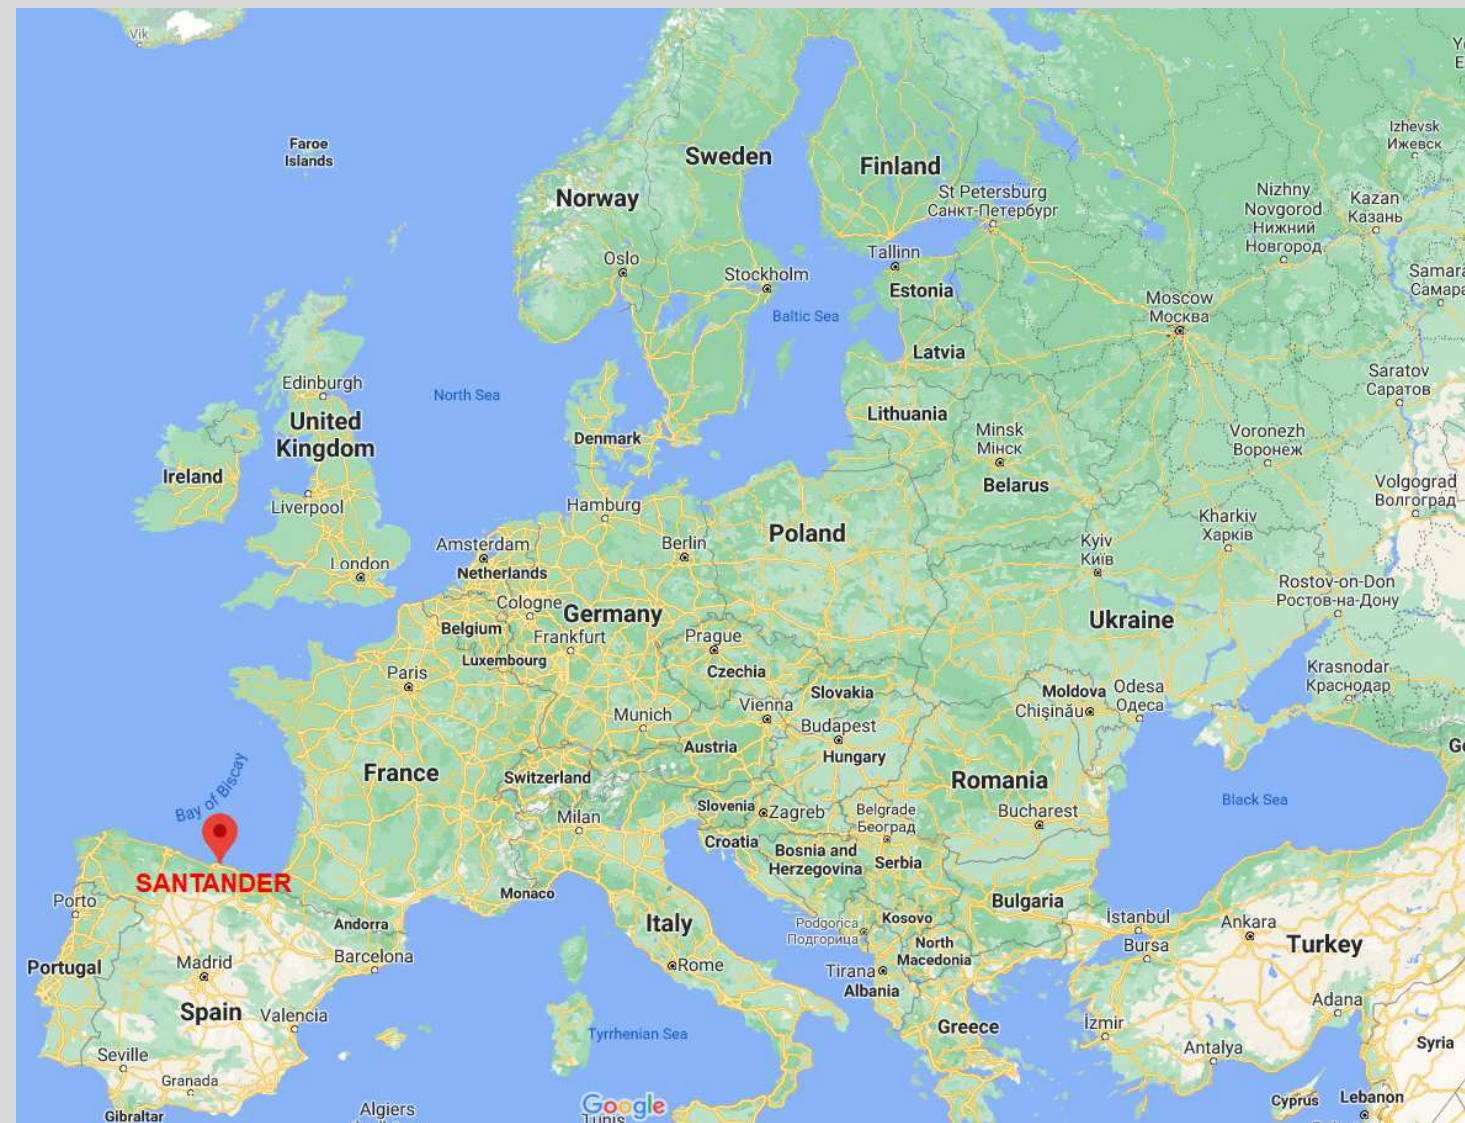 Vik
Faroe
Islands
Sweden
Finland
Norway
St Petersburg
Санкт-Петербург
Izhevsk
Ижевск
Nizhny
Novgorod
Нижний
Новгород
Kazan
Казань
Oslo
Stockholm
Tallinn
Estonia
Moscow
Москва
Samara
Самара
Baltic Sea
Latvia
Edinburgh
North Sea
Saratov
Саратов
United
Kingdom
Denmark
Lithuania
Minsk
Мінск
Voronezh
Воронеж
Ireland
Belarus
Volgograd
Волгоград
Liverpool
Hamburg
Poland
Kharkiv
Харків
Amsterdam
Berlin
Kyiv
Київ
London
Netherlands
Rostov-on-Don
Ростов-на-Дону
Cologne
Germany
Ukraine
Belgium
Frankfurt
Prague
Luxembourg
Paris
Czechia
Krasnodar
Краснодар
Slovakia
Moldova
Chișinău
Odesa
Одеса
Munich
Vienna
Budapest
Austria
Hungary
France
Switzerland
Romania
Bay of Biscay
Slovenia
Zagreb
Belgrade
Београд
Bucharest
Black Sea
Milan
Croatia
Bosnia and
Herzegovina
Serbia
SANTANDER
Porto
Monaco
Bulgaria
Andorra
Italy
Podgorica
Подгорица
Kosovo
İstanbul
Bursa
Ankara
Turkey
North
Macedonia
Portugal
Madrid
Barcelona
Rome
Tirana
Albania
Spain
Valencia
Tyrrhenian Sea
Greece
İzmir
Adana
Antalya
Syria
Seville
Granada
Gibraltar
Algiers
Google
Tunis
Cyprus
Lebanon